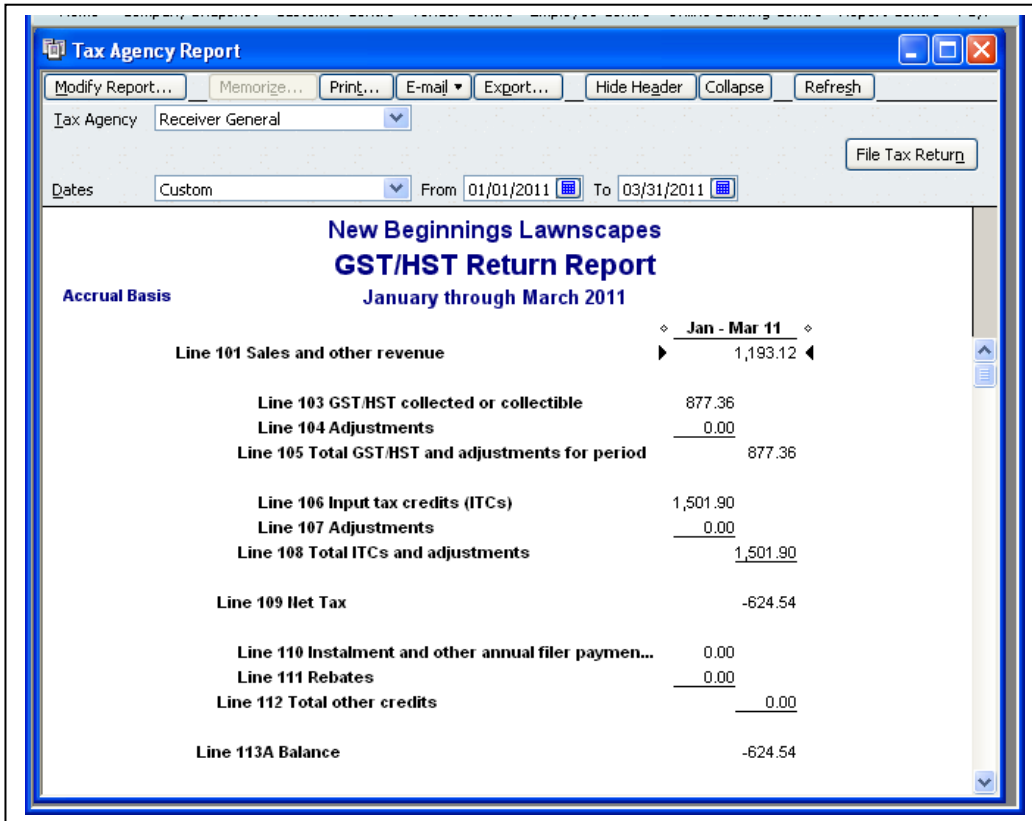 Tax Agency Report
Modify Report... Memorize... Print... E-mail Export... Hide Header Collapse Refresh
Tax Agency Receiver General
File Tax Return
Dates Custom From 01/01/2011 To 03/31/2011
New Beginnings Lawnscapes
GST/HST Return Report
Accrual Basis January through March 2011
Jan - Mar 11
Line 101 Sales and other revenue 1,193.12
Line 103 GST/HST collected or collectible 877.36
Line 104 Adjustments 0.00
Line 105 Total GST/HST and adjustments for period 877.36
Line 106 Input tax credits (ITCs) 1,501.90
Line 107 Adjustments 0.00
Line 108 Total ITCs and adjustments 1,501.90
Line 109 Net Tax -624.54
Line 110 Instalment and other annual filer paymen... 0.00
Line 111 Rebates 0.00
Line 112 Total other credits 0.00
Line 113A Balance -624.54